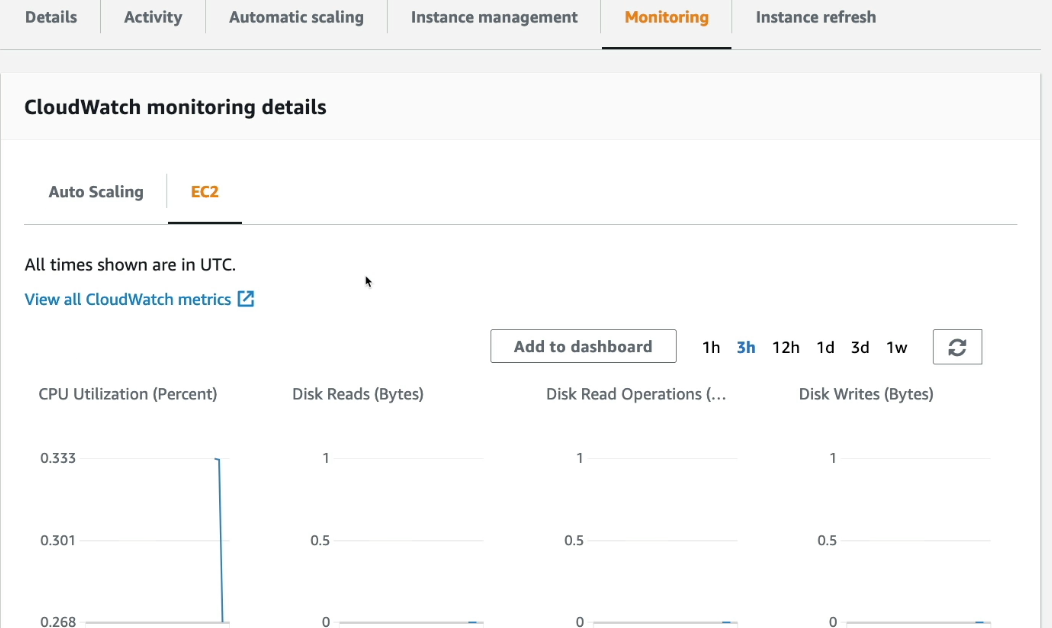 Details Activity Automatic scaling Instance management Monitoring Instance refresh
CloudWatch monitoring details
Auto Scaling EC2
All times shown are in UTC.
View all CloudWatch metrics
Add to dashboard 1h 3h 12h 1d 3d 1w
CPU Utilization (Percent) Disk Reads (Bytes) Disk Read Operations (... Disk Writes (Bytes)
0.333 1 1 1
0.301 0.5 0.5 0.5
0.268 0 0 0